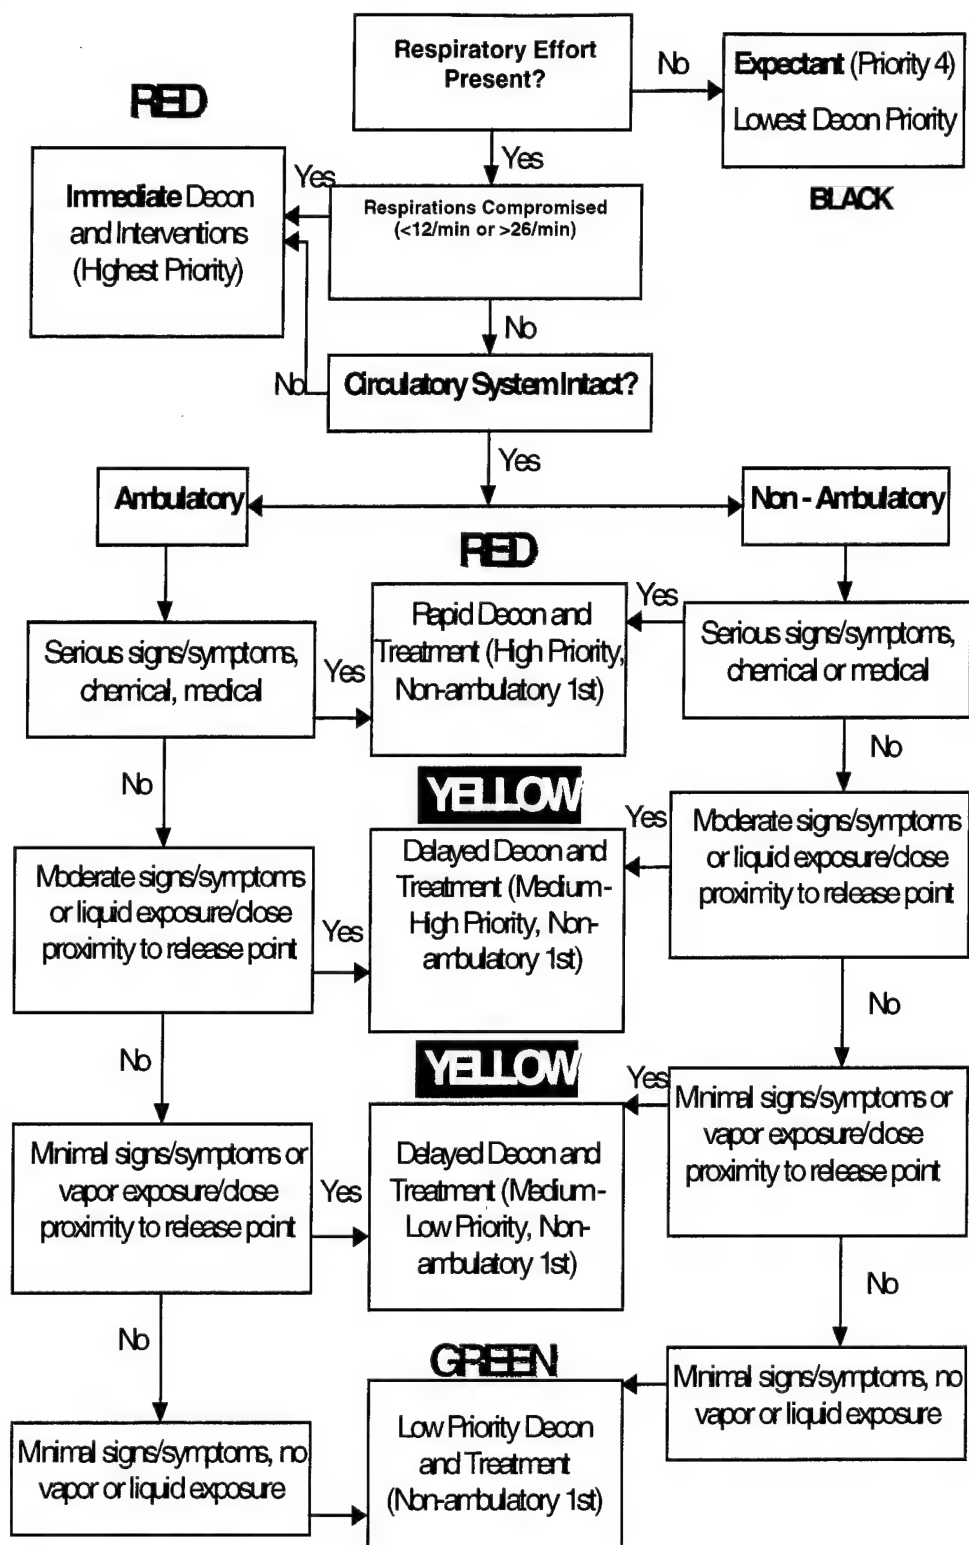 Respiratory Effort
Present?
No
Expectant (Priority 4)
Lowest Decon Priority
BLACK
RED
Yes
Yes
Immediate Decon
and Interventions
(Highest Priority)
Respirations Compromised
(<12/min or >26/min)
No
No
Circulatory System Intact?
Yes
Ambulatory
Non - Ambulatory
RED
Serious signs/symptoms,
chemical, medical
Yes
Rapid Decon and
Treatment (High Priority,
Non-ambulatory 1st)
Yes
Serious signs/symptoms,
chemical or medical
No
No
YELLOW
Moderate signs/symptoms
or liquid exposure/close
proximity to release point
Yes
Delayed Decon and
Treatment (Medium-
High Priority, Non-
ambulatory 1st)
Yes
Moderate signs/symptoms
or liquid exposure/close
proximity to release point
No
No
YELLOW
Minimal signs/symptoms or
vapor exposure/close
proximity to release point
Yes
Delayed Decon and
Treatment (Medium-
Low Priority, Non-
ambulatory 1st)
Yes
Minimal signs/symptoms or
vapor exposure/close
proximity to release point
No
No
GREEN
Minimal signs/symptoms, no
vapor or liquid exposure
Low Priority Decon
and Treatment
(Non-ambulatory 1st)
Minimal signs/symptoms, no
vapor or liquid exposure